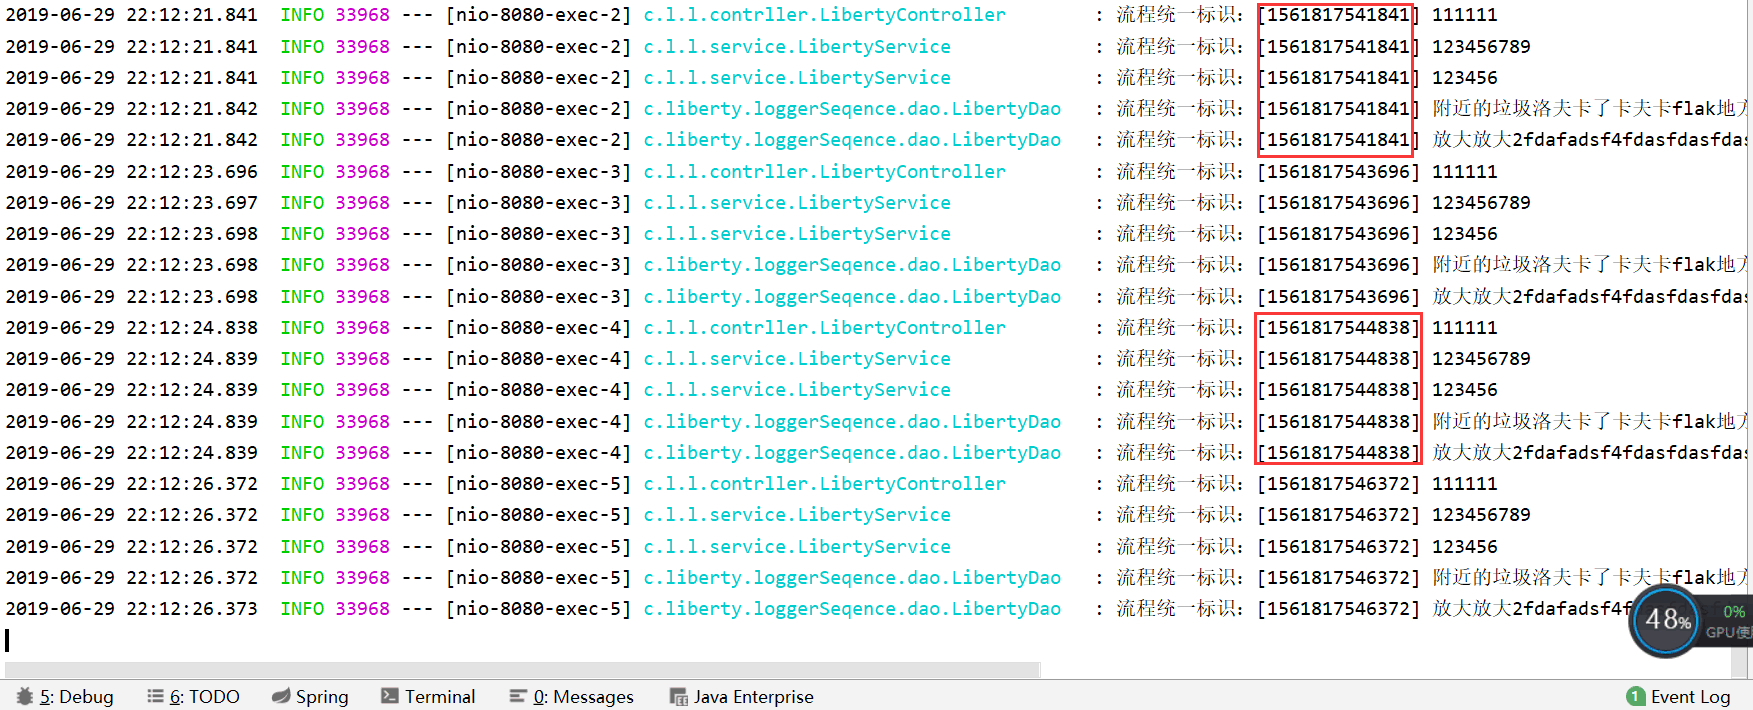 2019-06-29 22:12:21.841  INFO 33968 --- [nio-8080-exec-2] c.l.l.contrller.LibertyController        : 流程统一标识：[1561817541841] 111111
2019-06-29 22:12:21.841  INFO 33968 --- [nio-8080-exec-2] c.l.l.service.LibertyService             : 流程统一标识：[1561817541841] 123456789
2019-06-29 22:12:21.841  INFO 33968 --- [nio-8080-exec-2] c.l.l.service.LibertyService             : 流程统一标识：[1561817541841] 123456
2019-06-29 22:12:21.842  INFO 33968 --- [nio-8080-exec-2] c.liberty.loggerSeqence.dao.LibertyDao   : 流程统一标识：[1561817541841] 附近的垃圾洛夫卡了卡夫卡flak地方
2019-06-29 22:12:21.842  INFO 33968 --- [nio-8080-exec-2] c.liberty.loggerSeqence.dao.LibertyDao   : 流程统一标识：[1561817541841] 放大放大2fdafadsf4fdasfdasfdas
2019-06-29 22:12:23.696  INFO 33968 --- [nio-8080-exec-3] c.l.l.contrller.LibertyController        : 流程统一标识：[1561817543696] 111111
2019-06-29 22:12:23.697  INFO 33968 --- [nio-8080-exec-3] c.l.l.service.LibertyService             : 流程统一标识：[1561817543696] 123456789
2019-06-29 22:12:23.698  INFO 33968 --- [nio-8080-exec-3] c.l.l.service.LibertyService             : 流程统一标识：[1561817543696] 123456
2019-06-29 22:12:23.698  INFO 33968 --- [nio-8080-exec-3] c.liberty.loggerSeqence.dao.LibertyDao   : 流程统一标识：[1561817543696] 附近的垃圾洛夫卡了卡夫卡flak地方
2019-06-29 22:12:23.698  INFO 33968 --- [nio-8080-exec-3] c.liberty.loggerSeqence.dao.LibertyDao   : 流程统一标识：[1561817543696] 放大放大2fdafadsf4fdasfdasfdas
2019-06-29 22:12:24.838  INFO 33968 --- [nio-8080-exec-4] c.l.l.contrller.LibertyController        : 流程统一标识：[1561817544838] 111111
2019-06-29 22:12:24.839  INFO 33968 --- [nio-8080-exec-4] c.l.l.service.LibertyService             : 流程统一标识：[1561817544838] 123456789
2019-06-29 22:12:24.839  INFO 33968 --- [nio-8080-exec-4] c.l.l.service.LibertyService             : 流程统一标识：[1561817544838] 123456
2019-06-29 22:12:24.839  INFO 33968 --- [nio-8080-exec-4] c.liberty.loggerSeqence.dao.LibertyDao   : 流程统一标识：[1561817544838] 附近的垃圾洛夫卡了卡夫卡flak地方
2019-06-29 22:12:24.839  INFO 33968 --- [nio-8080-exec-4] c.liberty.loggerSeqence.dao.LibertyDao   : 流程统一标识：[1561817544838] 放大放大2fdafadsf4fdasfdasfdas
2019-06-29 22:12:26.372  INFO 33968 --- [nio-8080-exec-5] c.l.l.contrller.LibertyController        : 流程统一标识：[1561817546372] 111111
2019-06-29 22:12:26.372  INFO 33968 --- [nio-8080-exec-5] c.l.l.service.LibertyService             : 流程统一标识：[1561817546372] 123456789
2019-06-29 22:12:26.372  INFO 33968 --- [nio-8080-exec-5] c.l.l.service.LibertyService             : 流程统一标识：[1561817546372] 123456
2019-06-29 22:12:26.372  INFO 33968 --- [nio-8080-exec-5] c.liberty.loggerSeqence.dao.LibertyDao   : 流程统一标识：[1561817546372] 附近的垃圾洛夫卡了卡夫卡flak地方
2019-06-29 22:12:26.373  INFO 33968 --- [nio-8080-exec-5] c.liberty.loggerSeqence.dao.LibertyDao   : 流程统一标识：[1561817546372] 放大放大2fdafadsf4f
48% 0%
GPU使
5: Debug 6: TODO Spring Terminal 0: Messages Java Enterprise 1 Event Log